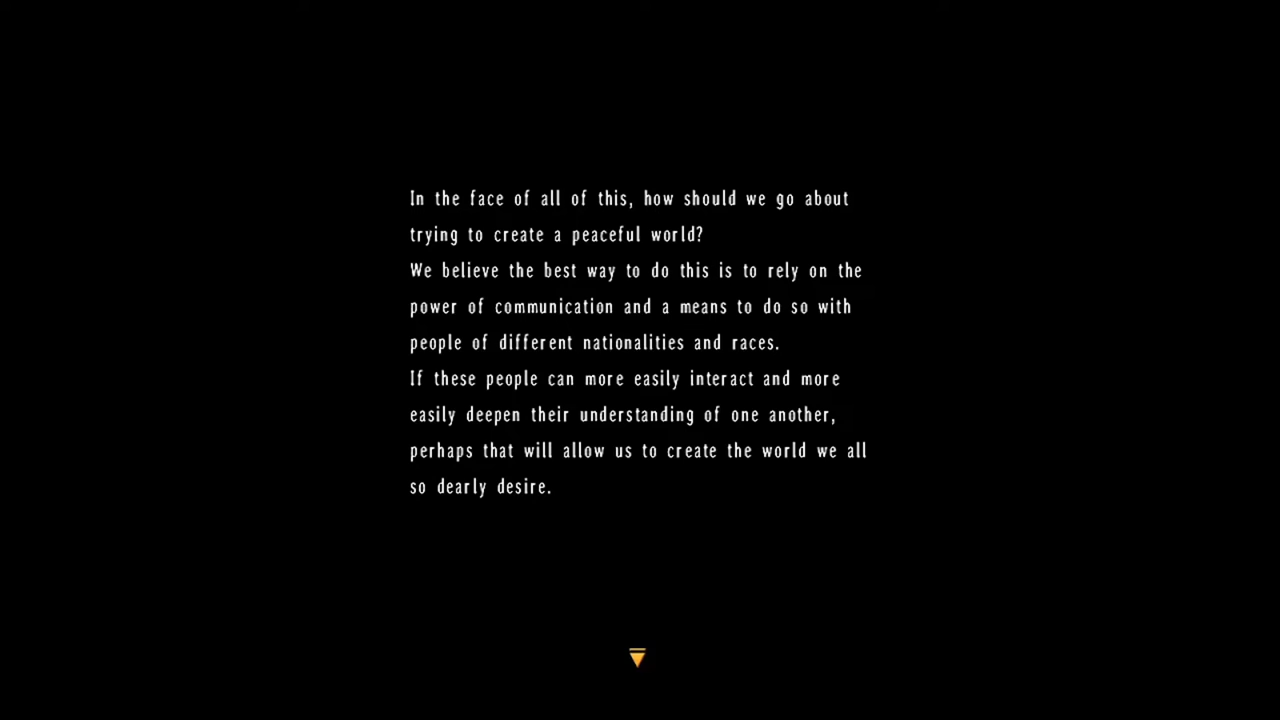 In the face of all of this, how should we go about
trying to create a peaceful world?
We believe the best way to do this is to rely on the
power of communication and a means to do so with
people of different nationalities and races.
If these people can more easily interact and more
easily deepen their understanding of one another,
perhaps that will allow us to create the world we all
so dearly desire.